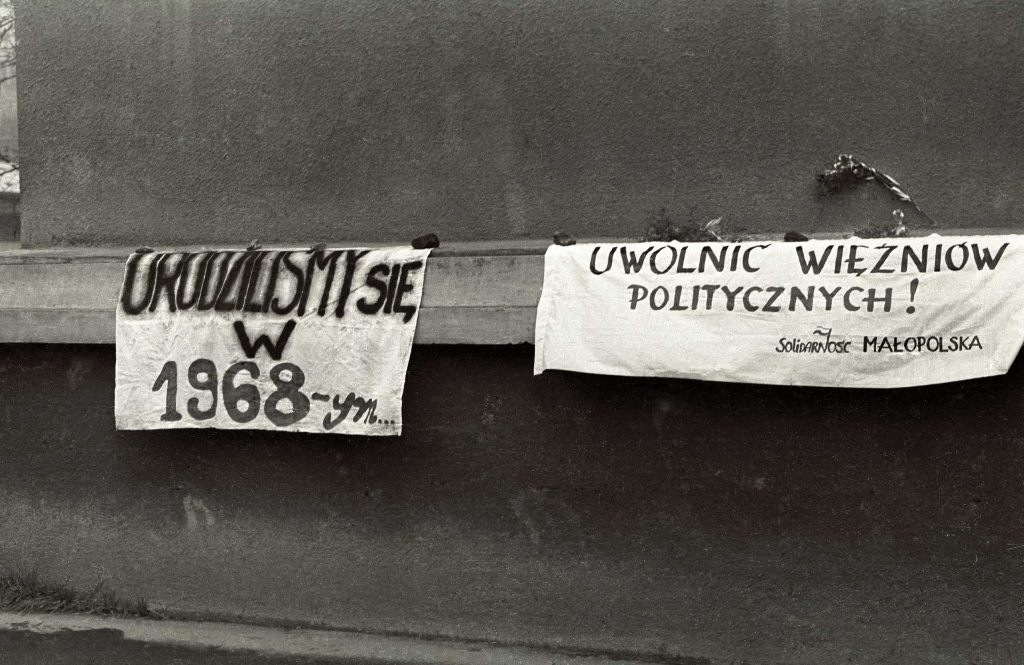 URODZILIŚMY SIĘ
W
1968-ym...
UWOLNIĆ WIĘŹNIÓW
POLITYCZNYCH!
SOLIDARNOŚĆ MAŁOPOLSKA